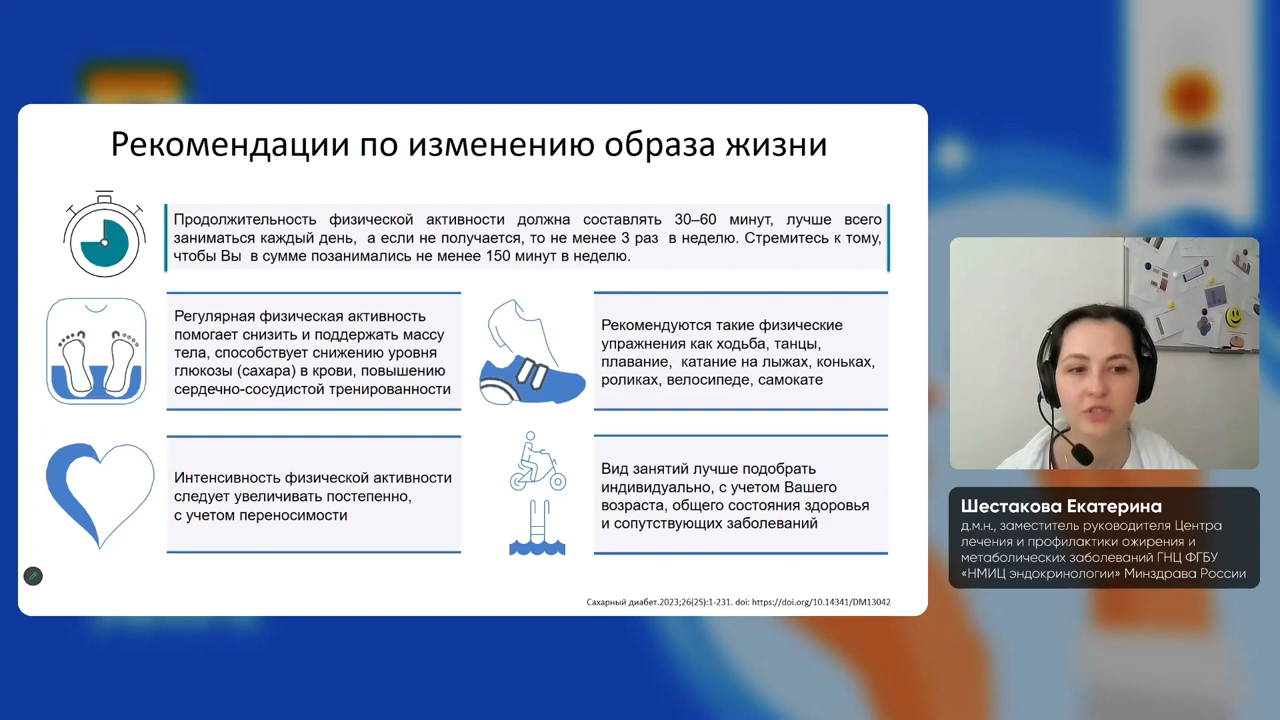 Рекомендации по изменению образа жизни
Продолжительность физической активности должна составлять 30–60 минут, лучше всего
заниматься каждый день, а если не получается, то не менее 3 раз в неделю. Стремитесь к тому,
чтобы Вы в сумме позанимались не менее 150 минут в неделю.
Регулярная физическая активность
помогает снизить и поддержать массу
тела, способствует снижению уровня
глюкозы (сахара) в крови, повышению
сердечно-сосудистой тренированности
Рекомендуются такие физические
упражнения как ходьба, танцы,
плавание, катание на лыжах, коньках,
роликах, велосипеде, самокате
Интенсивность физической активности
следует увеличивать постепенно,
с учетом переносимости
Вид занятий лучше подобрать
индивидуально, с учетом Вашего
возраста, общего состояния здоровья
и сопутствующих заболеваний
Сахарный диабет.2023;26(2S):1-231. doi: https://doi.org/10.14341/DM13042
Шестакова Екатерина
д.м.н., заместитель руководителя Центра
лечения и профилактики ожирения и
метаболических заболеваний ГНЦ ФГБУ
«НМИЦ эндокринологии» Минздрава России